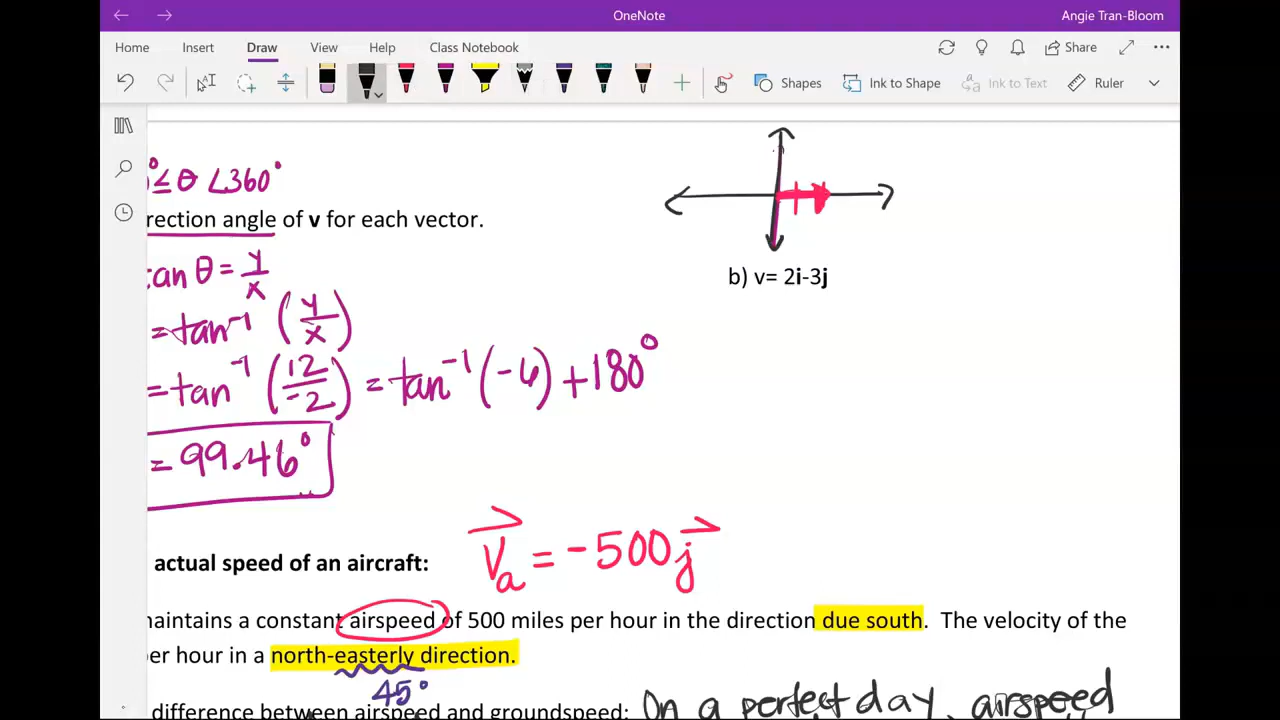 OneNote
Angie Tran-Bloom
Home Insert Draw View Help Class Notebook Share
Shapes Ink to Shape Ink to Text Ruler
° ≤ θ ∠360°
rection angle of v for each vector.
tan θ = y/x
= tan⁻¹ (y/x)
= tan⁻¹ (12/-2) = tan⁻¹ (-6) + 180°
= 99.46°
b) v= 2i-3j
Va = -500 j
actual speed of an aircraft:
naintains a constant airspeed of 500 miles per hour in the direction due south. The velocity of the
per hour in a north-easterly direction.
45°
difference between airspeed and groundspeed: On a perfect day, airspeed